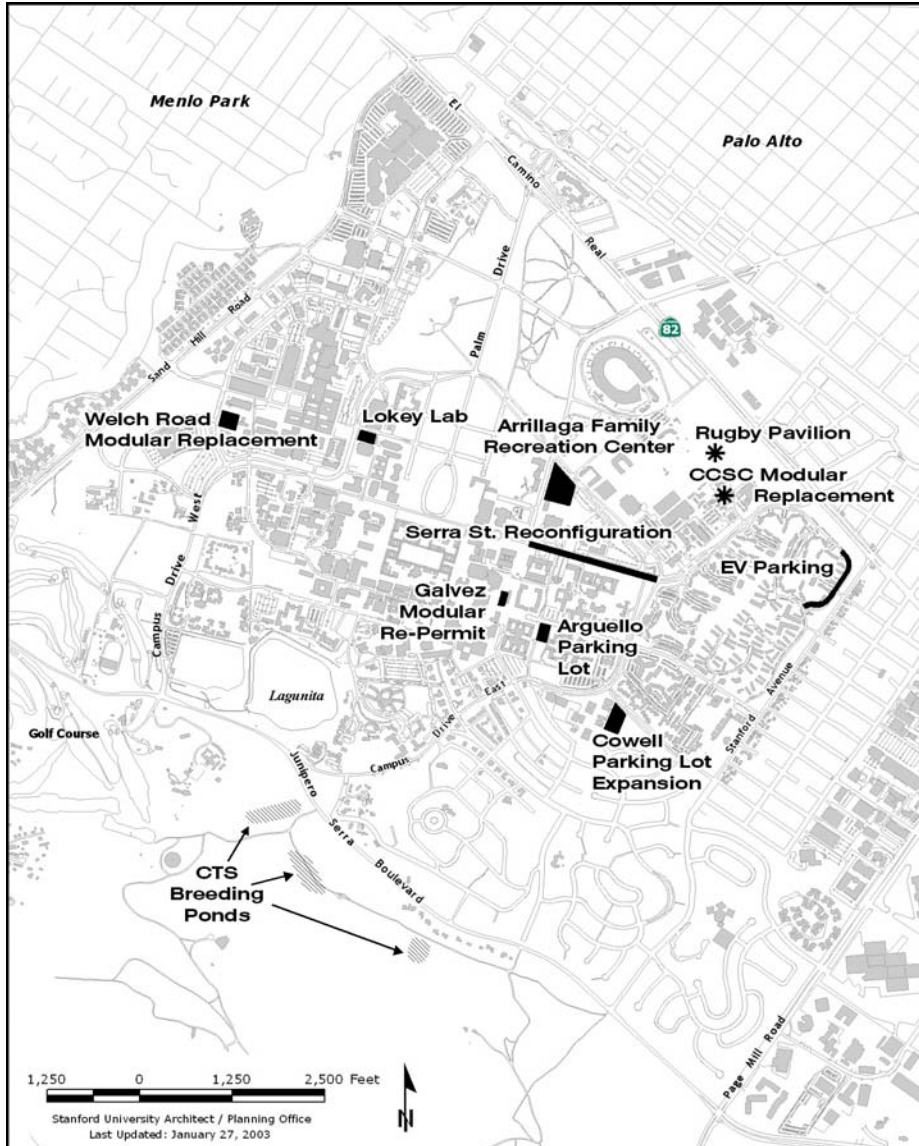 Menlo Park
Palo Alto
El
Camino
Real
82
Palm
Drive
Sand
Hill
Road
Welch Road
Modular Replacement
Lokey Lab
Arrillaga Family
Recreation Center
Rugby Pavilion
CCSC Modular
Replacement
Serra St. Reconfiguration
EV Parking
Galvez
Modular
Re-Permit
Arguello
Parking
Lot
Campus
Drive
West
Lagunita
Golf Course
Campus
Drive
East
Stanford
Avenue
Cowell
Parking Lot
Expansion
Junipero
Serra
Boulevard
CTS
Breeding
Ponds
Page Mill Road
1,250 0 1,250 2,500 Feet
N
Stanford University Architect / Planning Office
Last Updated: January 27, 2003